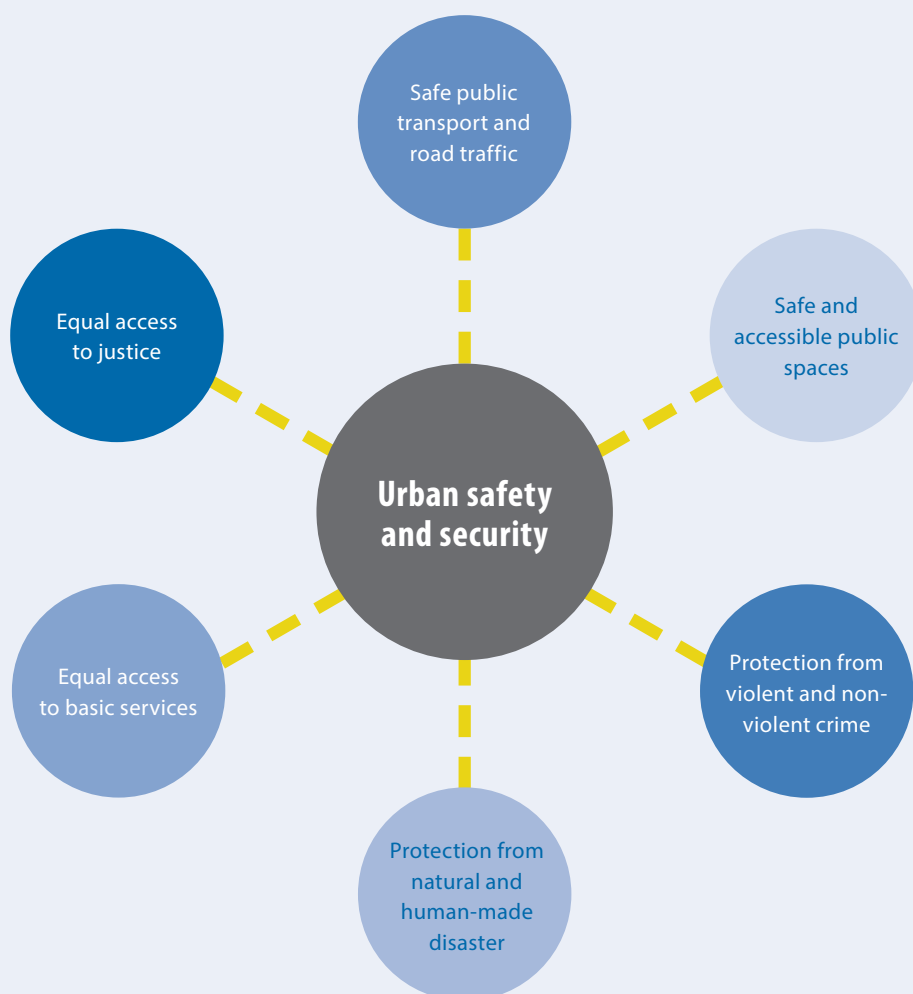 Safe public
transport and
road traffic
Equal access
to justice
Safe and
accessible public
spaces
Urban safety
and security
Equal access
to basic services
Protection from
violent and non-
violent crime
Protection from
natural and
human-made
disaster